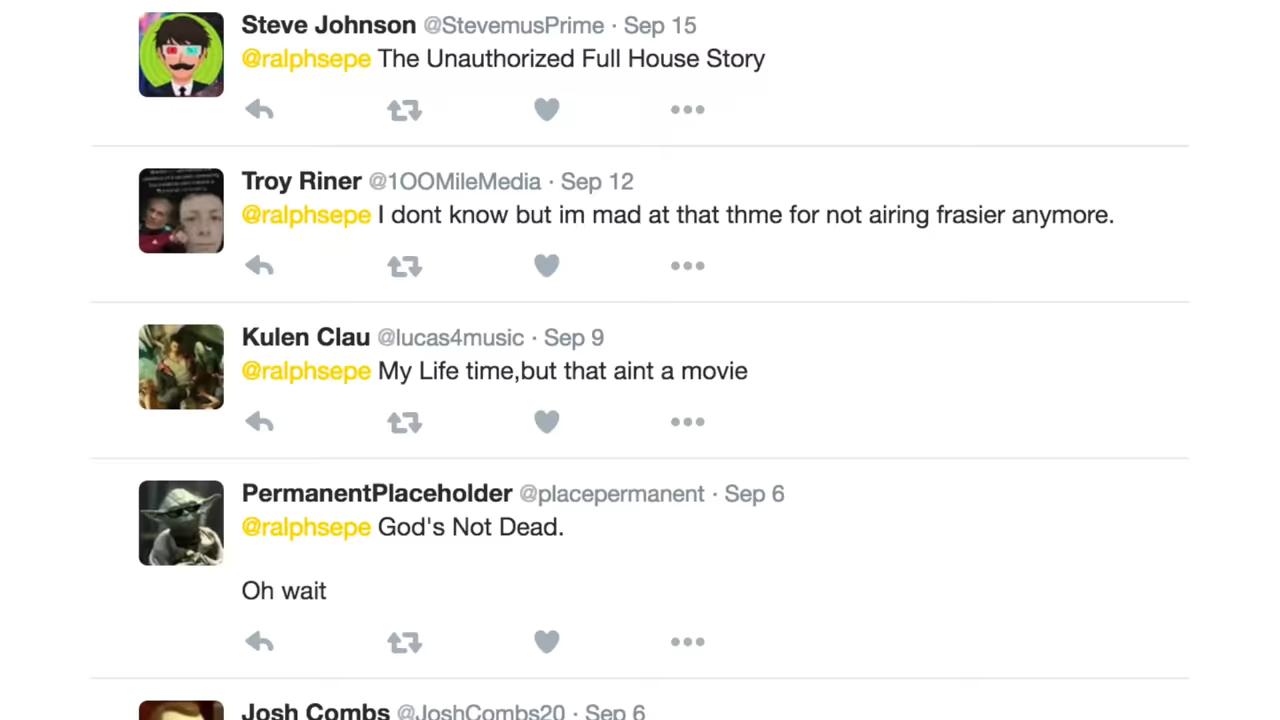 Steve Johnson @StevemusPrime · Sep 15
@ralphsepe The Unauthorized Full House Story
Troy Riner @1OOMileMedia · Sep 12
@ralphsepe I dont know but im mad at that thme for not airing frasier anymore.
Kulen Clau @lucas4music · Sep 9
@ralphsepe My Life time,but that aint a movie
PermanentPlaceholder @placepermanent · Sep 6
@ralphsepe God's Not Dead.
Oh wait
Josh Combs @JoshCombs20 · Sep 6